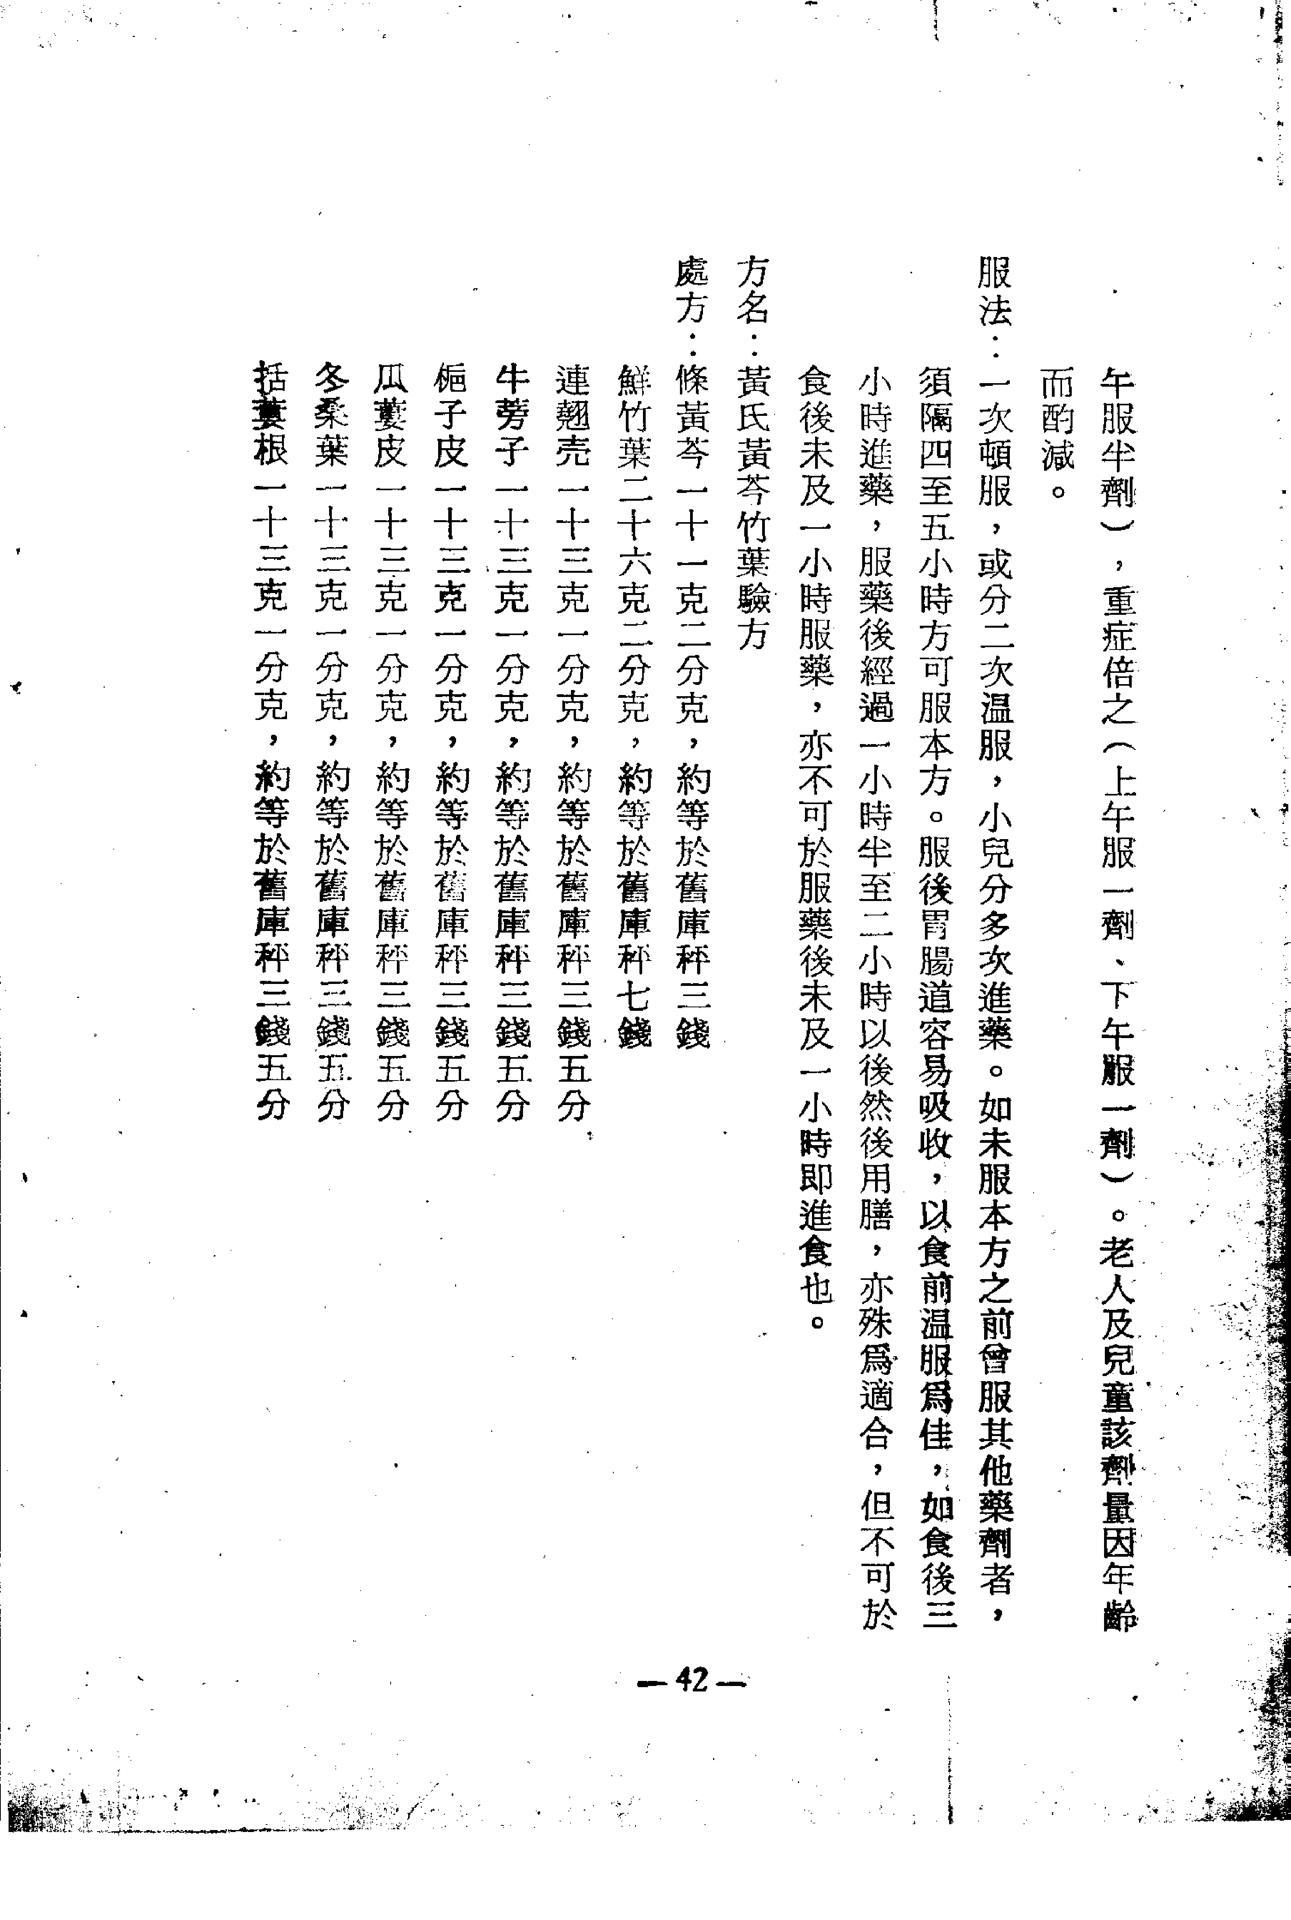 午服半劑），重症倍之（上午服一劑、下午服一劑）。老人及兒童該劑量因年齡
而酌減。
服法：一次頓服，或分二次温服，小兒分多次進藥。如未服本方之前曾服其他藥劑者，
須隔四至五小時方可服本方。服後胃腸道容易吸收，以食前温服爲佳，如食後三
小時進藥，服藥後經過一小時半至二小時以後然後用膳，亦殊爲適合，但不可於
食後未及一小時服藥，亦不可於服藥後未及一小時即進食也。
方名：黃氏黃芩竹葉驗方
處方：條黃芩一十一克二分克，約等於舊庫秤三錢
鮮竹葉二十六克二分克，約等於舊庫秤七錢
連翹壳一十三克一分克，約等於舊庫秤三錢五分
牛蒡子一十三克一分克，約等於舊庫秤三錢五分
梔子皮一十三克一分克，約等於舊庫秤三錢五分
瓜蔞皮一十三克一分克，約等於舊庫秤三錢五分
冬桑葉一十三克一分克，約等於舊庫秤三錢五分
括蔞根一十三克一分克，約等於舊庫秤三錢五分
—42—